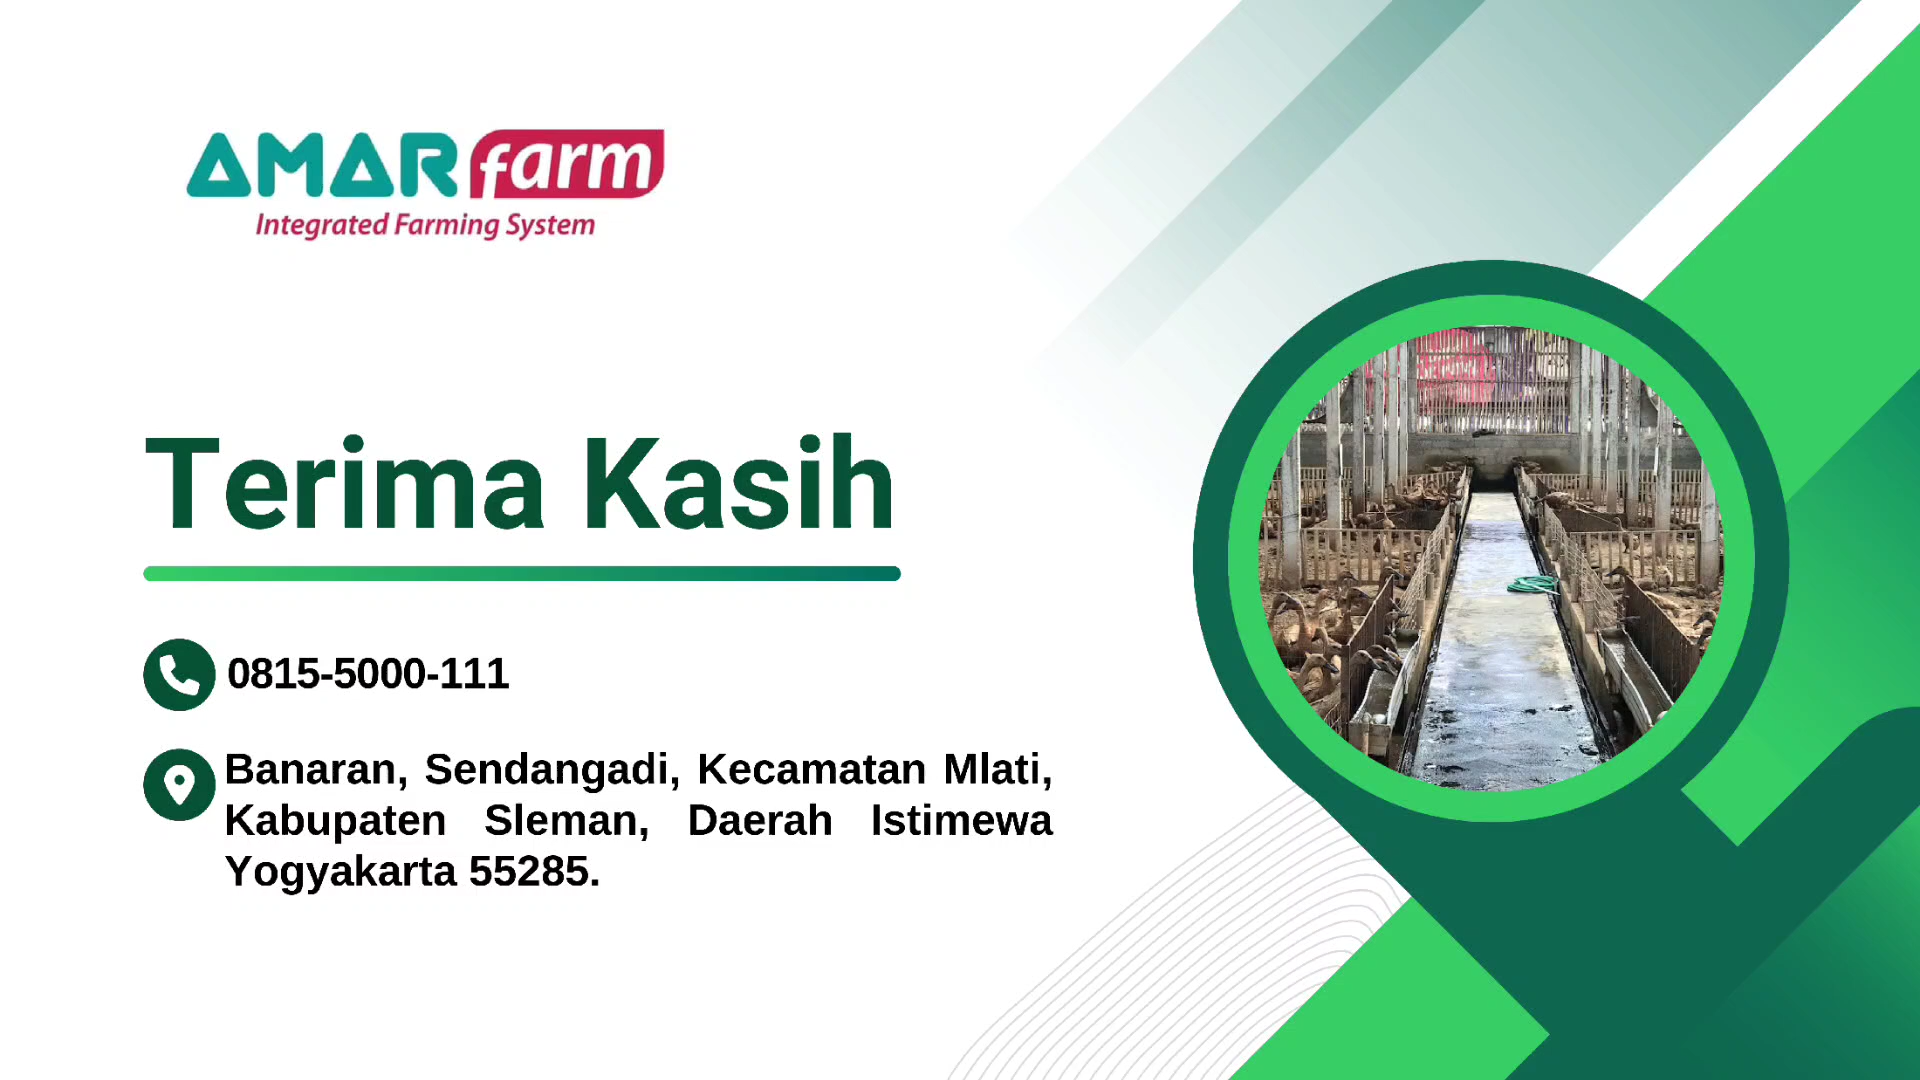 AMAR farm
Integrated Farming System
Terima Kasih
0815-5000-111
Banaran, Sendangadi, Kecamatan Mlati,
Kabupaten Sleman, Daerah Istimewa
Yogyakarta 55285.